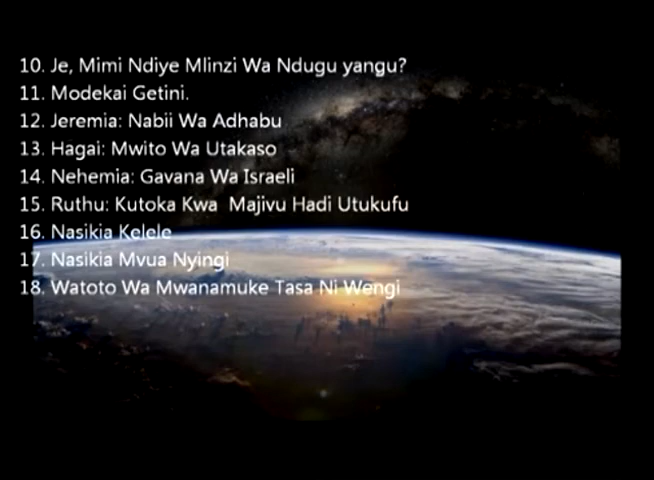 10. Je, Mimi Ndiye Mlinzi Wa Ndugu yangu?
11. Modekai Getini.
12. Jeremia: Nabii Wa Adhabu
13. Hagai: Mwito Wa Utakaso
14. Nehemia: Gavana Wa Israeli
15. Ruthu: Kutoka Kwa  Majivu Hadi Utukufu
16. Nasikia Kelele
17. Nasikia Mvua Nyingi
18. Watoto Wa Mwanamuke Tasa Ni Wengi